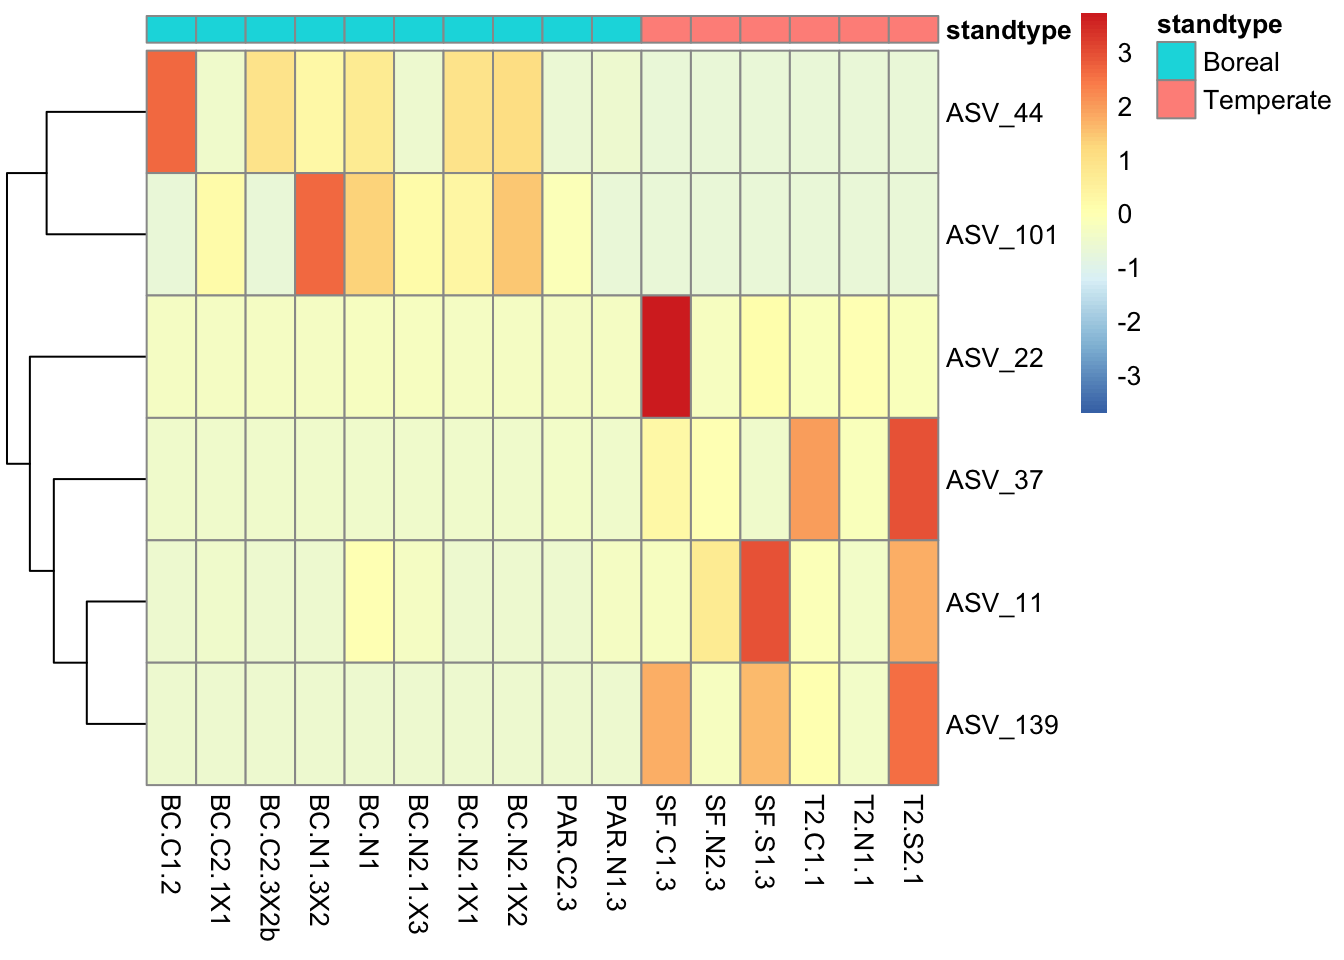 standtype
standtype
3
2
1
0
-1
-2
-3
Boreal
Temperate
ASV_44
ASV_101
ASV_22
ASV_37
ASV_11
ASV_139
BC.C1.2
BC.C2.1X1
BC.C2.3X2b
BC.N1.3X2
BC.N1
BC.N2.1.X3
BC.N2.1X1
BC.N2.1X2
PAR.C2.3
PAR.N1.3
SF.C1.3
SF.N2.3
SF.S1.3
T2.C1.1
T2.N1.1
T2.S2.1